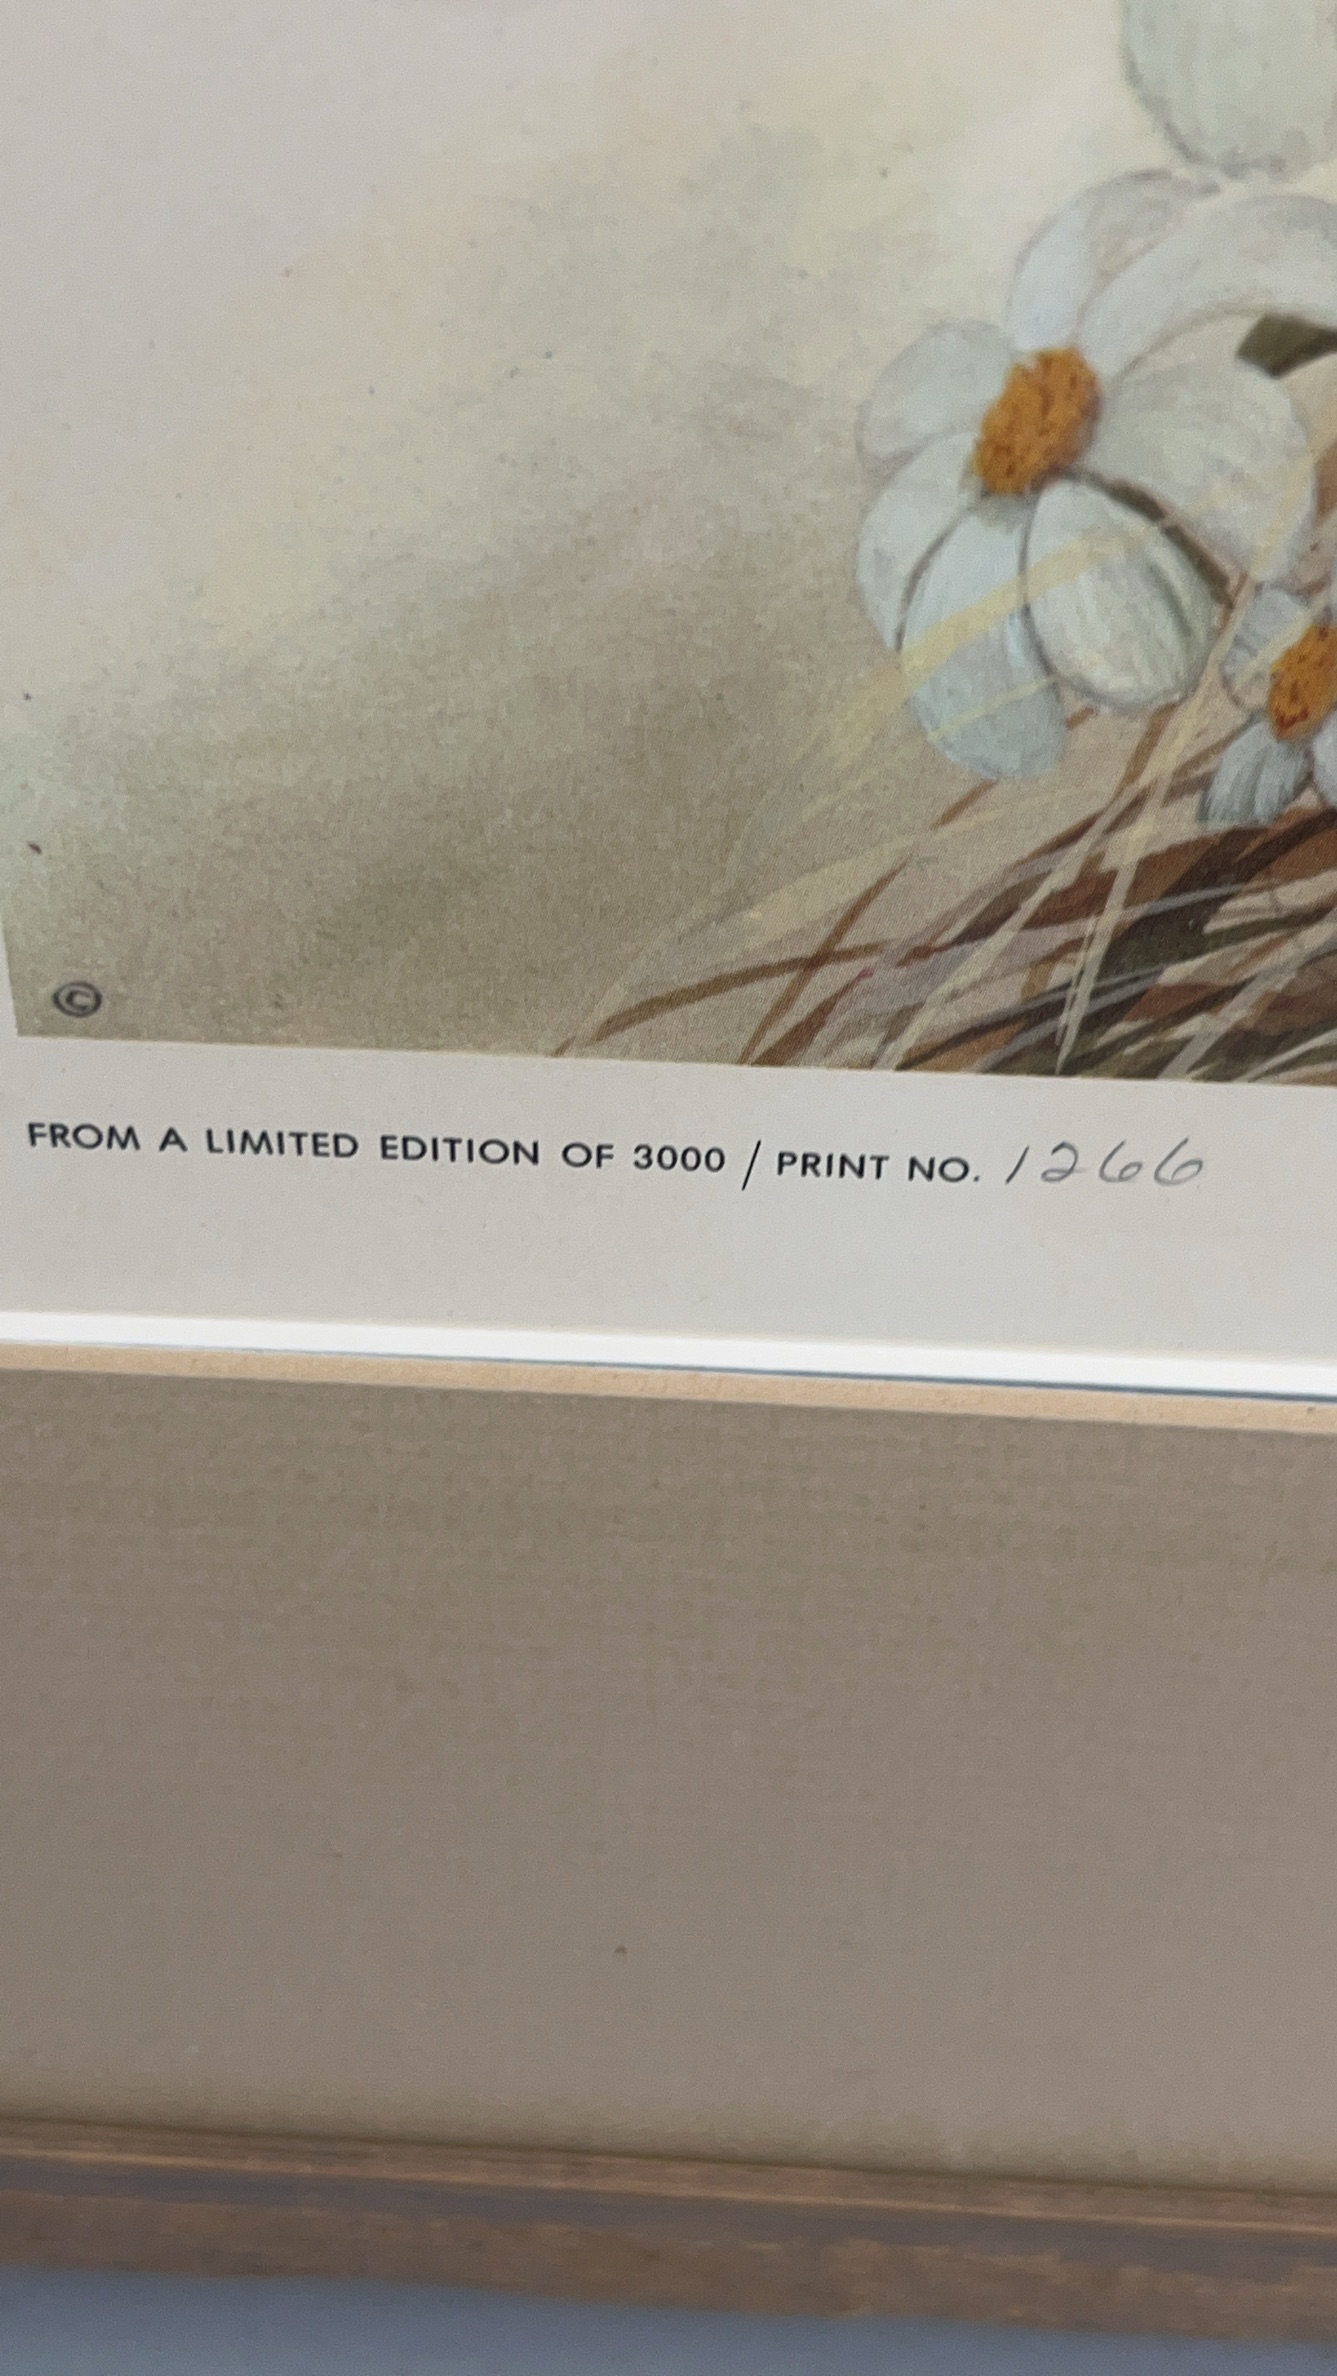 ©
FROM A LIMITED EDITION OF 3000 / PRINT NO. 1266